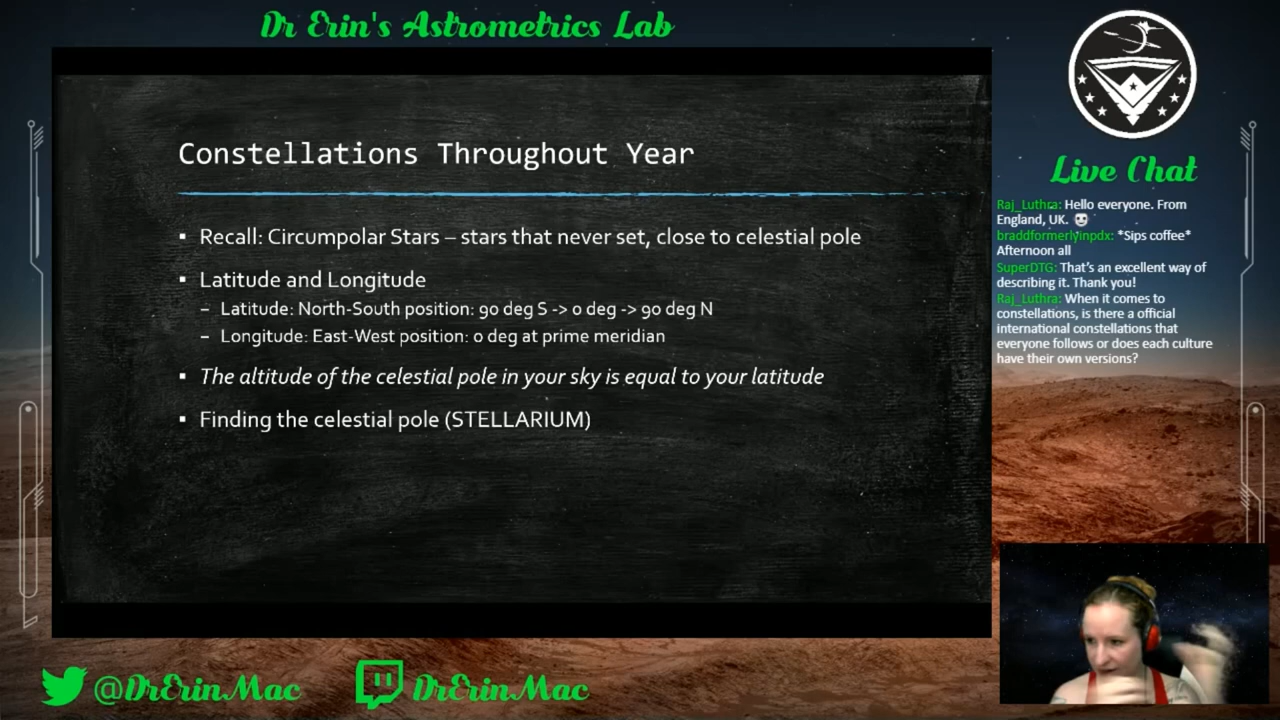 Dr Erin's Astrometrics Lab
Constellations Throughout Year
▪ Recall: Circumpolar Stars – stars that never set, close to celestial pole
▪ Latitude and Longitude
– Latitude: North-South position: 90 deg S -> 0 deg -> 90 deg N
– Longitude: East-West position: 0 deg at prime meridian
▪ The altitude of the celestial pole in your sky is equal to your latitude
▪ Finding the celestial pole (STELLARIUM)
Live Chat
Raj_Luthra: Hello everyone. From
England, UK. 💀
braddformerlyinpdx: *Sips coffee*
Afternoon all
SuperDTG: That's an excellent way of
describing it. Thank you!
Raj_Luthra: When it comes to
constellations, is there a official
international constellations that
everyone follows or does each culture
have their own versions?
@DrErinMac
DrErinMac